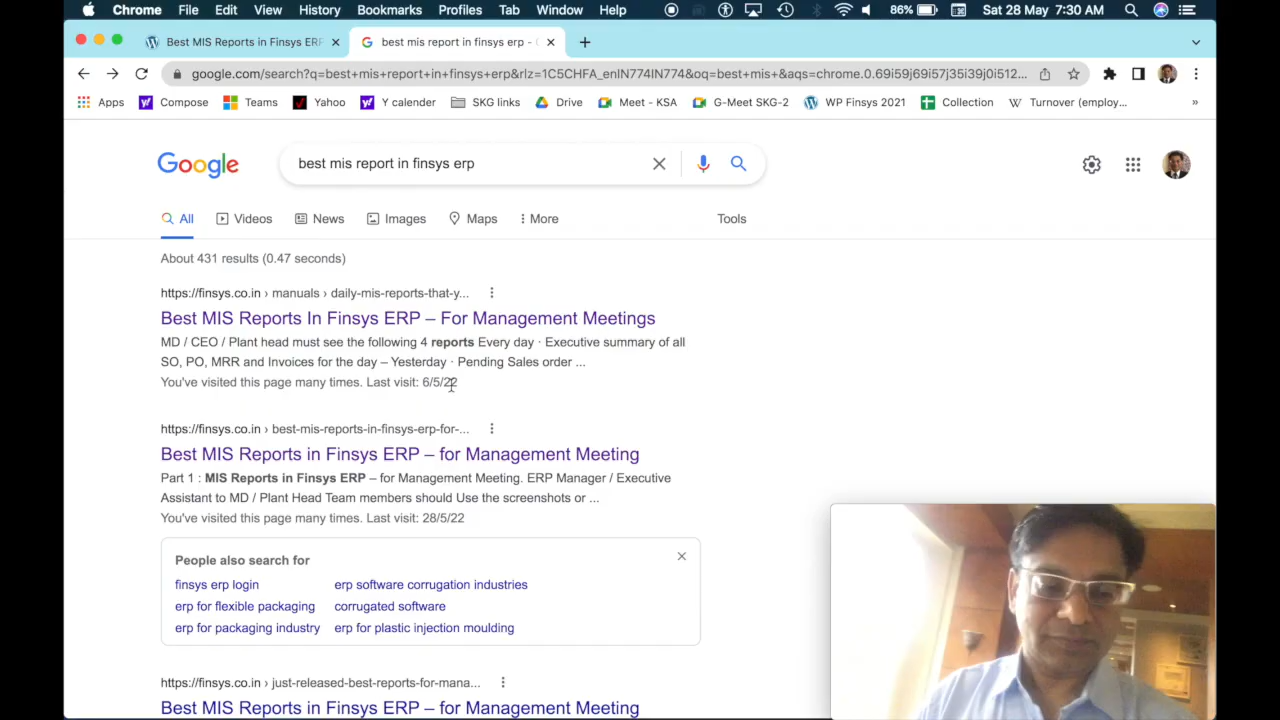 Chrome File Edit View History Bookmarks Profiles Tab Window Help 86% Sat 28 May 7:30 AM
Best MIS Reports in Finsys ERP best mis report in finsys erp -
google.com/search?q=best+mis+report+in+finsys+erp&rlz=1C5CHFA_enIN774IN774&oq=best+mis+&aqs=chrome.0.69i59j69i57j35i39j0i512...
Apps Compose Teams Yahoo Y calender SKG links Drive Meet - KSA G-Meet SKG-2 WP Finsys 2021 Collection Turnover (employ... »
Google best mis report in finsys erp
All Videos News Images Maps More Tools
About 431 results (0.47 seconds)
https://finsys.co.in › manuals › daily-mis-reports-that-y...
Best MIS Reports In Finsys ERP – For Management Meetings
MD / CEO / Plant head must see the following 4 reports Every day · Executive summary of all
SO, PO, MRR and Invoices for the day – Yesterday · Pending Sales order ...
You've visited this page many times. Last visit: 6/5/22
https://finsys.co.in › best-mis-reports-in-finsys-erp-for-...
Best MIS Reports in Finsys ERP – for Management Meeting
Part 1 : MIS Reports in Finsys ERP – for Management Meeting. ERP Manager / Executive
Assistant to MD / Plant Head Team members should Use the screenshots or ...
You've visited this page many times. Last visit: 28/5/22
People also search for
finsys erp login erp software corrugation industries
erp for flexible packaging corrugated software
erp for packaging industry erp for plastic injection moulding
https://finsys.co.in › just-released-best-reports-for-mana...
Best MIS Reports in Finsys ERP – for Management Meeting